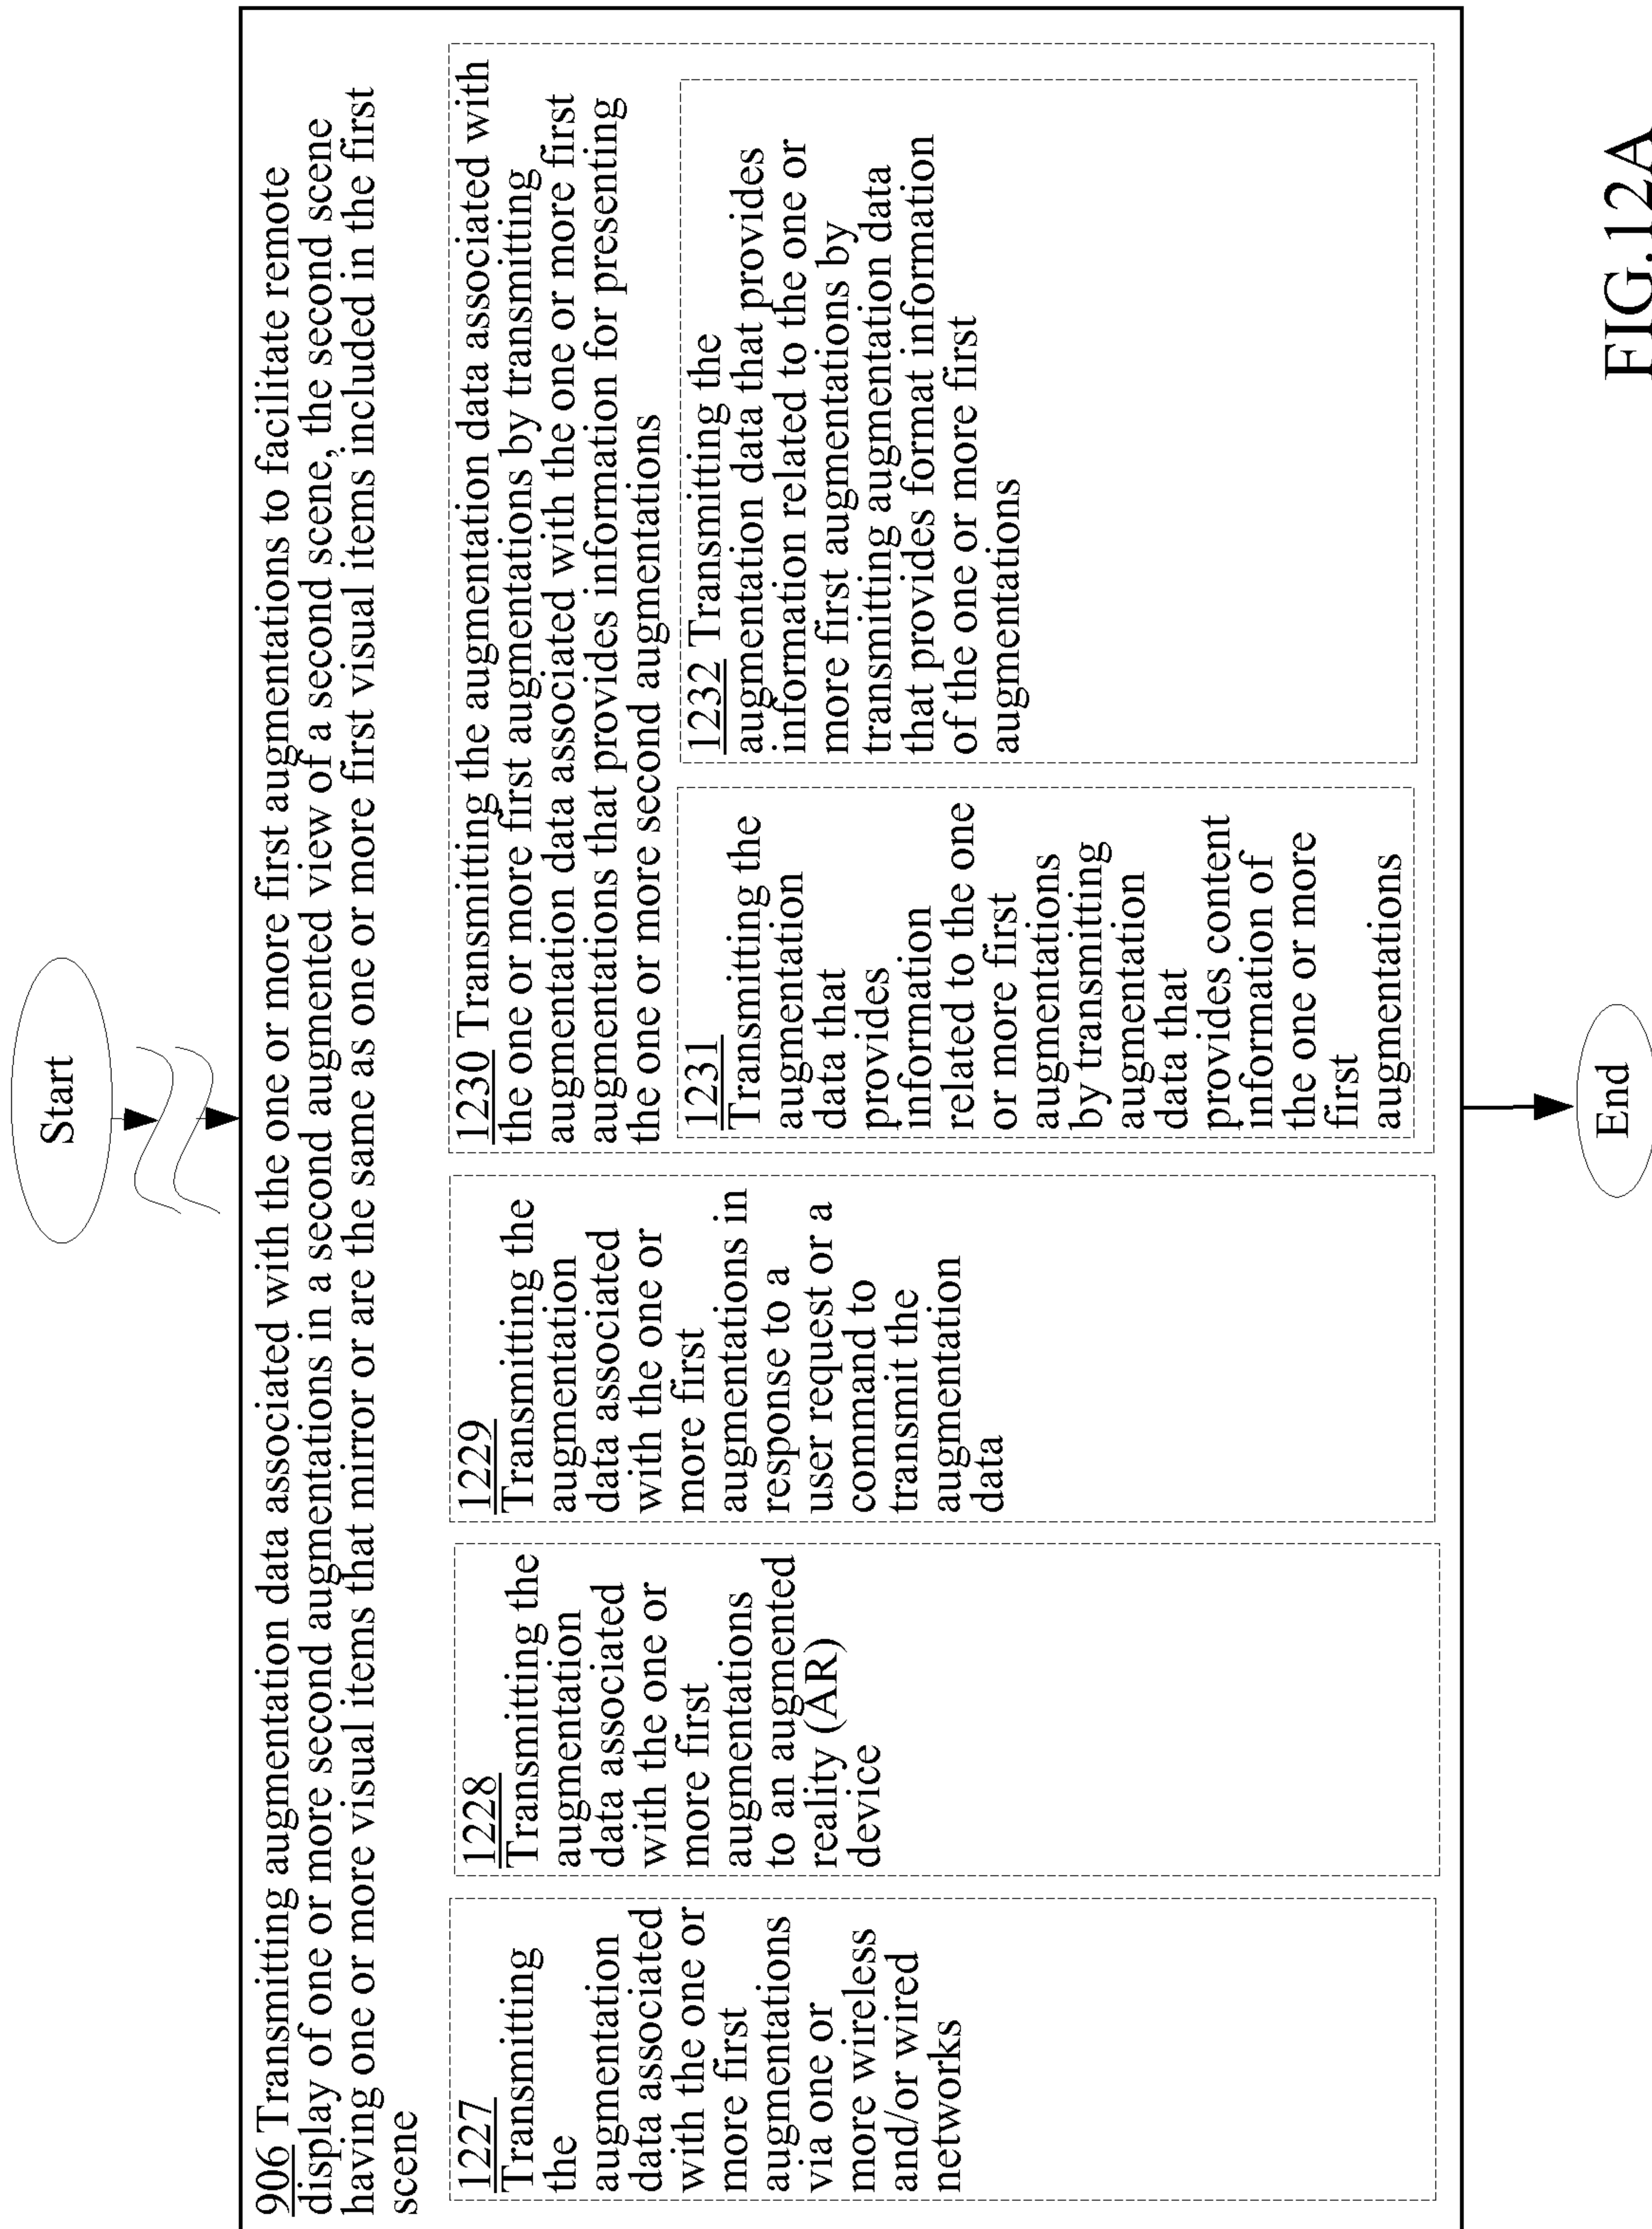 Start
906 Transmitting augmentation data associated with the one or more first augmentations to facilitate remote
display of one or more second augmentations in a second augmented view of a second scene, the second scene
having one or more visual items that mirror or are the same as one or more first visual items included in the first
scene
1227
Transmitting
the
augmentation
data associated
with the one or
more first
augmentations
via one or
more wireless
and/or wired
networks
1228
Transmitting the
augmentation
data associated
with the one or
more first
augmentations
to an augmented
reality (AR)
device
1229
Transmitting the
augmentation
data associated
with the one or
more first
augmentations in
response to a
user request or a
command to
transmit the
augmentation
data
1230 Transmitting the augmentation data associated with
the one or more first augmentations by transmitting
augmentation data associated with the one or more first
augmentations that provides information for presenting
the one or more second augmentations
1231
Transmitting the
augmentation
data that
provides
information
related to the one
or more first
augmentations
by transmitting
augmentation
data that
provides content
information of
the one or more
first
augmentations
1232 Transmitting the
augmentation data that provides
information related to the one or
more first augmentations by
transmitting augmentation data
that provides format information
of the one or more first
augmentations
End
FIG.12A